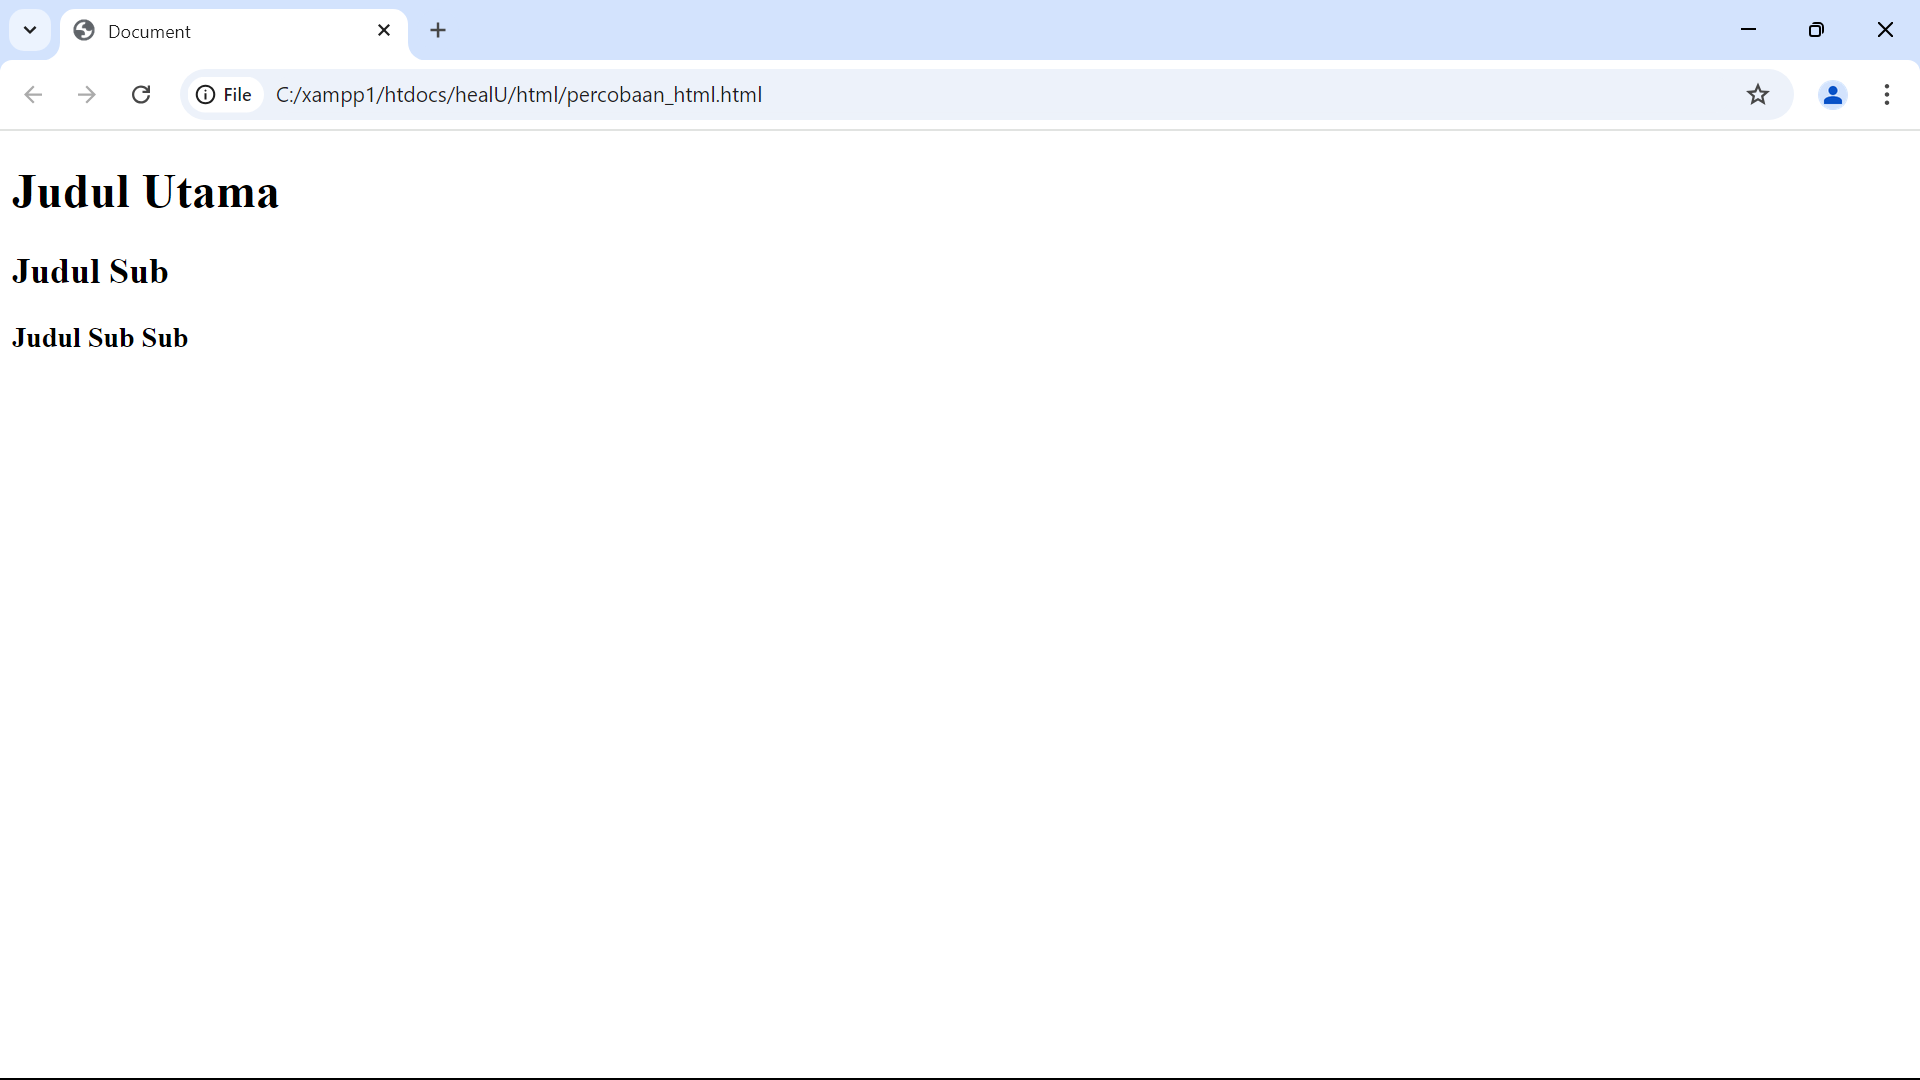 Document
File
C:/xampp1/htdocs/healU/html/percobaan_html.html
Judul Utama
Judul Sub
Judul Sub Sub